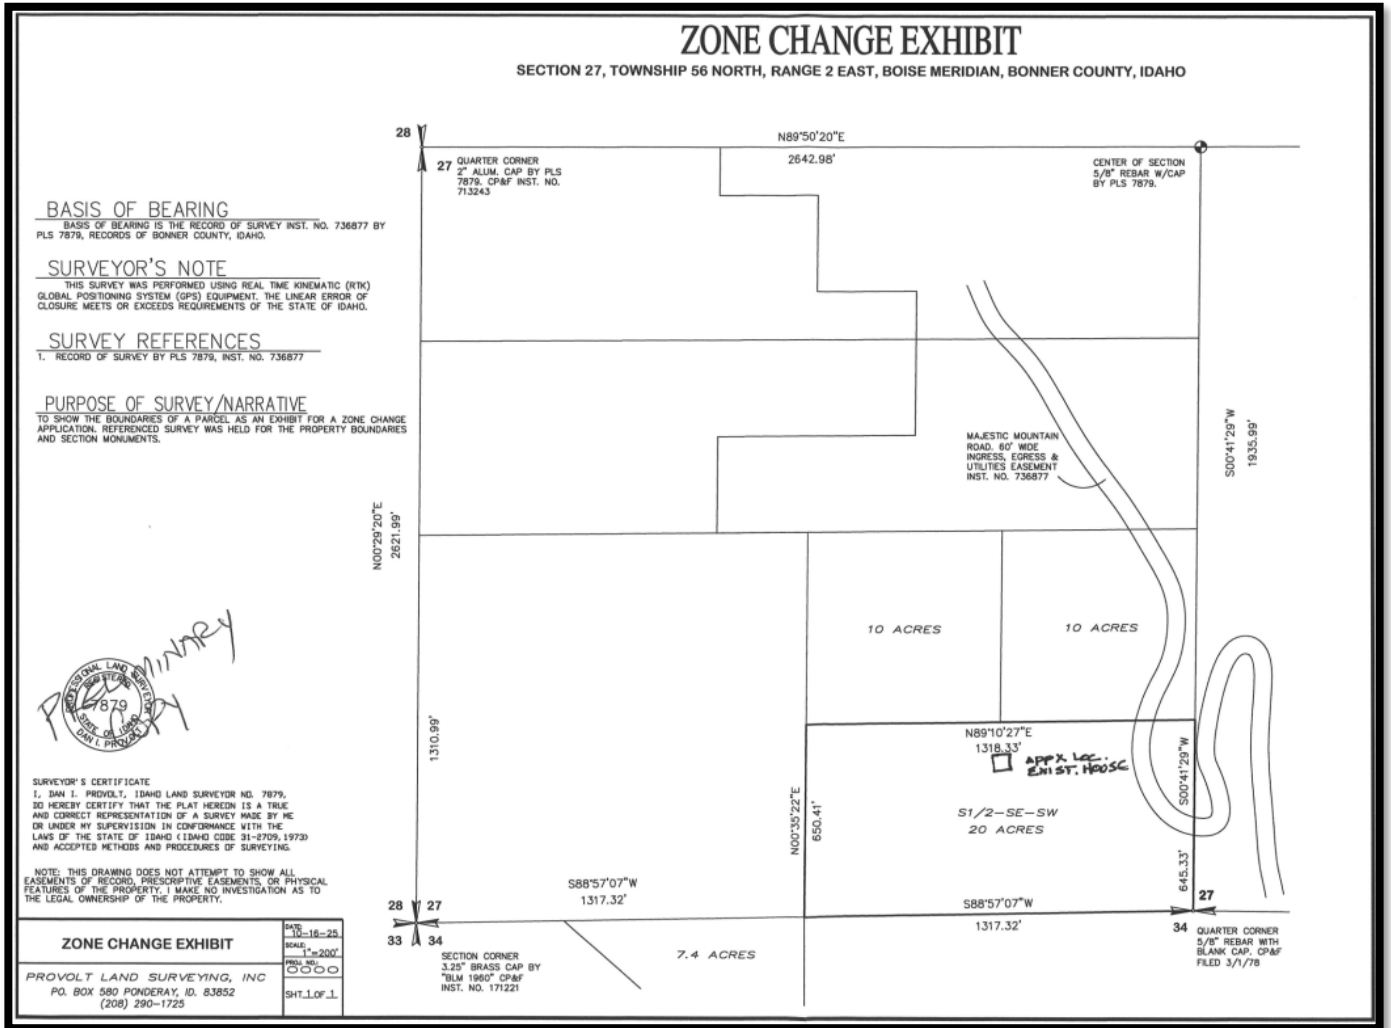 ZONE CHANGE EXHIBIT
SECTION 27, TOWNSHIP 56 NORTH, RANGE 2 EAST, BOISE MERIDIAN, BONNER COUNTY, IDAHO
28
27
QUARTER CORNER
2" ALUM. CAP BY PLS
7879. CP&F INST. NO.
713243
N89°50'20"E
2642.98'
CENTER OF SECTION
5/8" REBAR W/CAP
BY PLS 7879.
BASIS OF BEARING
BASIS OF BEARING IS THE RECORD OF SURVEY INST. NO. 736877 BY
PLS 7879, RECORDS OF BONNER COUNTY, IDAHO.
SURVEYOR'S NOTE
THIS SURVEY WAS PERFORMED USING REAL TIME KINEMATIC (RTK)
GLOBAL POSITIONING SYSTEM (GPS) EQUIPMENT. THE LINEAR ERROR OF
CLOSURE MEETS OR EXCEEDS REQUIREMENTS OF THE STATE OF IDAHO.
SURVEY REFERENCES
1. RECORD OF SURVEY BY PLS 7879, INST. NO. 736877
PURPOSE OF SURVEY/NARRATIVE
TO SHOW THE BOUNDARIES OF A PARCEL AS AN EXHIBIT FOR A ZONE CHANGE
APPLICATION. REFERENCED SURVEY WAS HELD FOR THE PROPERTY BOUNDARIES
AND SECTION MONUMENTS.
MAJESTIC MOUNTAIN
ROAD. 60' WIDE
INGRESS, EGRESS &
UTILITIES EASEMENT
INST. NO. 736877
S00°41'29"W
1935.99'
N00°29'20"E
2621.99'
10 ACRES
10 ACRES
PRELIMINARY
COPY
PROFESSIONAL LAND SURVEYOR
REGISTERED
7879
STATE OF IDAHO
DAN I. PROVOLT
1310.99'
N89°10'27"E
1318.33'
APPX LOC.
EXIST. HOUSE
S00°41'29"W
645.33'
N00°35'22"E
650.41'
S1/2-SE-SW
20 ACRES
SURVEYOR'S CERTIFICATE
I, DAN I. PROVOLT, IDAHO LAND SURVEYOR NO. 7879,
DO HEREBY CERTIFY THAT THE PLAT HEREON IS A TRUE
AND CORRECT REPRESENTATION OF A SURVEY MADE BY ME
OR UNDER MY SUPERVISION IN CONFORMANCE WITH THE
LAWS OF THE STATE OF IDAHO (IDAHO CODE 31-2709, 1973)
AND ACCEPTED METHODS AND PROCEDURES OF SURVEYING.
NOTE: THIS DRAWING DOES NOT ATTEMPT TO SHOW ALL
EASEMENTS OF RECORD, PRESCRIPTIVE EASEMENTS, OR PHYSICAL
FEATURES OF THE PROPERTY. I MAKE NO INVESTIGATION AS TO
THE LEGAL OWNERSHIP OF THE PROPERTY.
S88°57'07"W
1317.32'
S88°57'07"W
1317.32'
28
27
33
34
27
34
SECTION CORNER
3.25" BRASS CAP BY
"BLM 1960" CP&F
INST. NO. 171221
7.4 ACRES
QUARTER CORNER
5/8" REBAR WITH
BLANK CAP. CP&F
FILED 3/1/78
ZONE CHANGE EXHIBIT
PROVOLT LAND SURVEYING, INC
PO. BOX 580 PONDERAY, ID. 83852
(208) 290-1725
DATE:
10-16-25
SCALE:
1"=200'
PROJ. NO.:
0000
SHT 1 OF 1